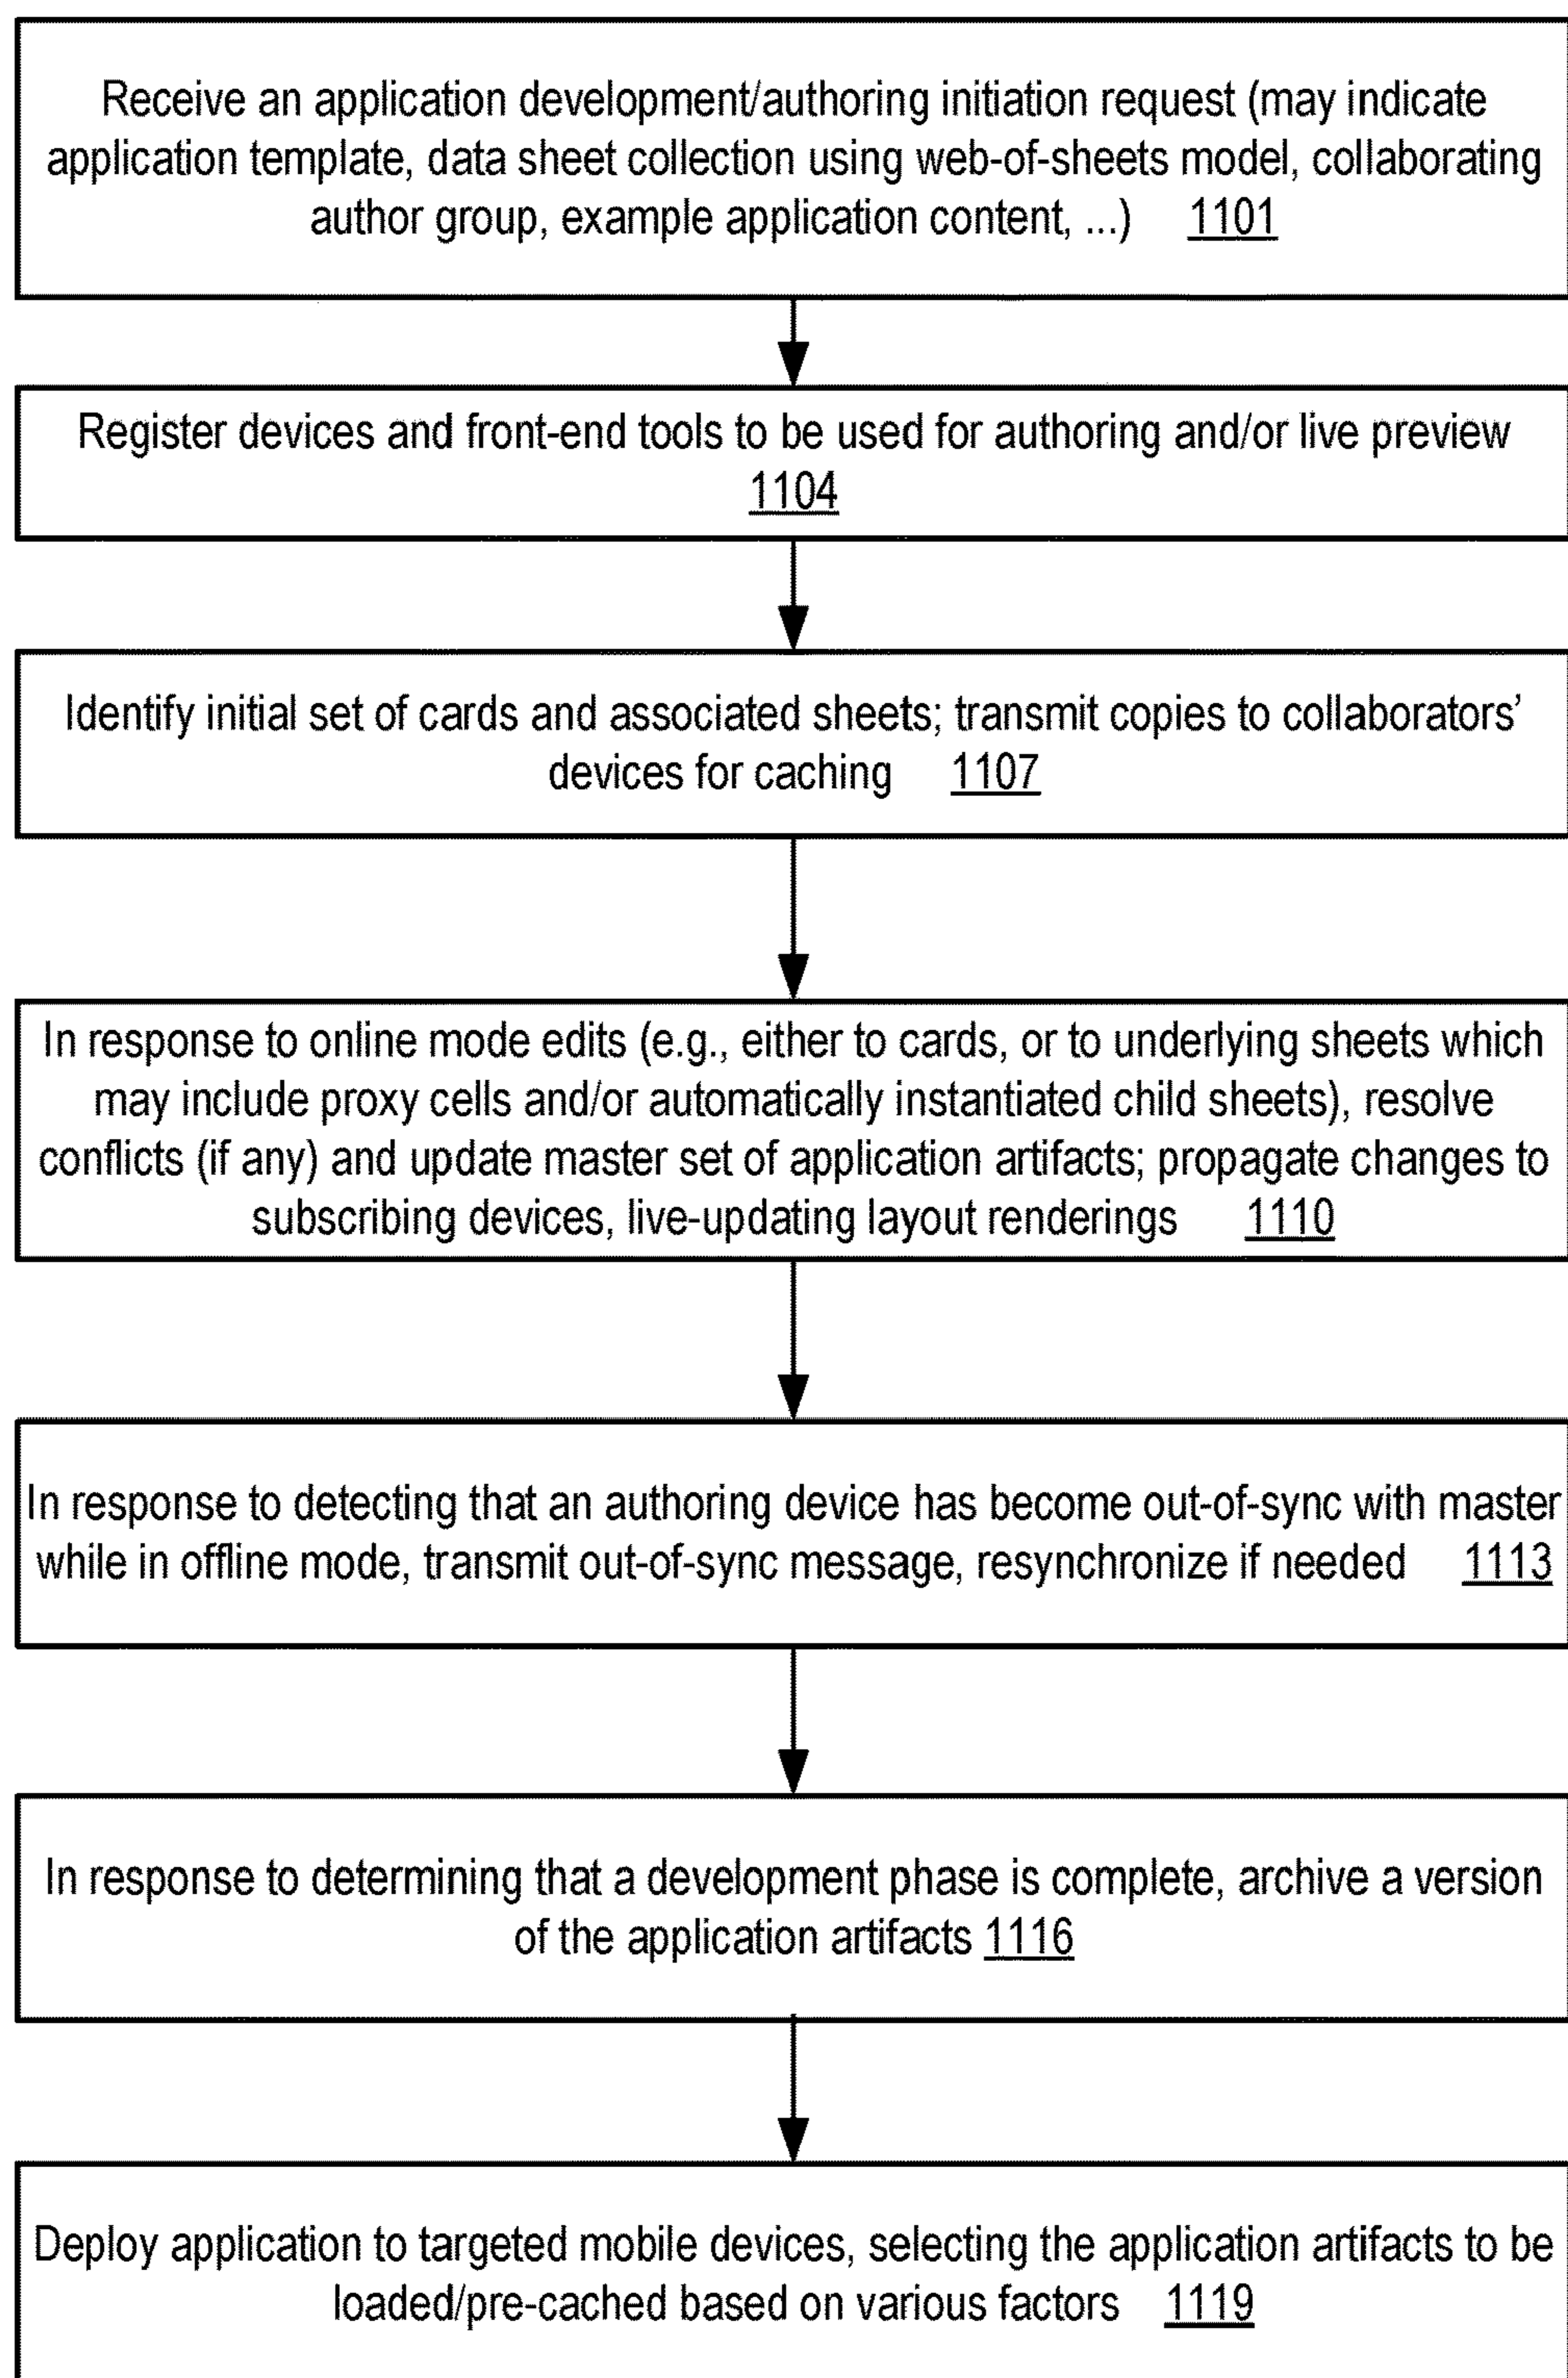 Receive an application development/authoring initiation request (may indicate
application template, data sheet collection using web-of-sheets model, collaborating
author group, example application content, ...) 1101
Register devices and front-end tools to be used for authoring and/or live preview
1104
Identify initial set of cards and associated sheets; transmit copies to collaborators’
devices for caching 1107
In response to online mode edits (e.g., either to cards, or to underlying sheets which
may include proxy cells and/or automatically instantiated child sheets), resolve
conflicts (if any) and update master set of application artifacts; propagate changes to
subscribing devices, live-updating layout renderings 1110
In response to detecting that an authoring device has become out-of-sync with master
while in offline mode, transmit out-of-sync message, resynchronize if needed 1113
In response to determining that a development phase is complete, archive a version
of the application artifacts 1116
Deploy application to targeted mobile devices, selecting the application artifacts to be
loaded/pre-cached based on various factors 1119